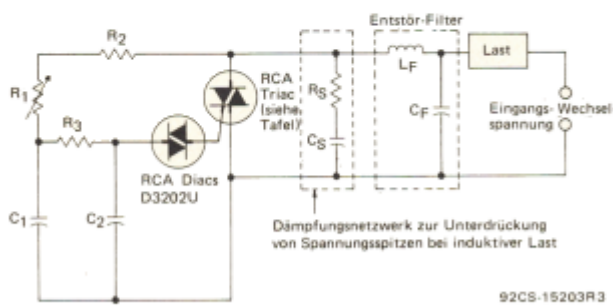 Entstör-Filter
R2
RCA
Triac
(siehe
Tafel)
RS
CS
LF
CF
Last
Eingangs-Wechsel
spannung
R1
R3
RCA Diacs
D3202U
C1
C2
Dämpfungsnetzwerk zur Unterdrückung
von Spannungsspitzen bei induktiver Last
92CS-15203R3